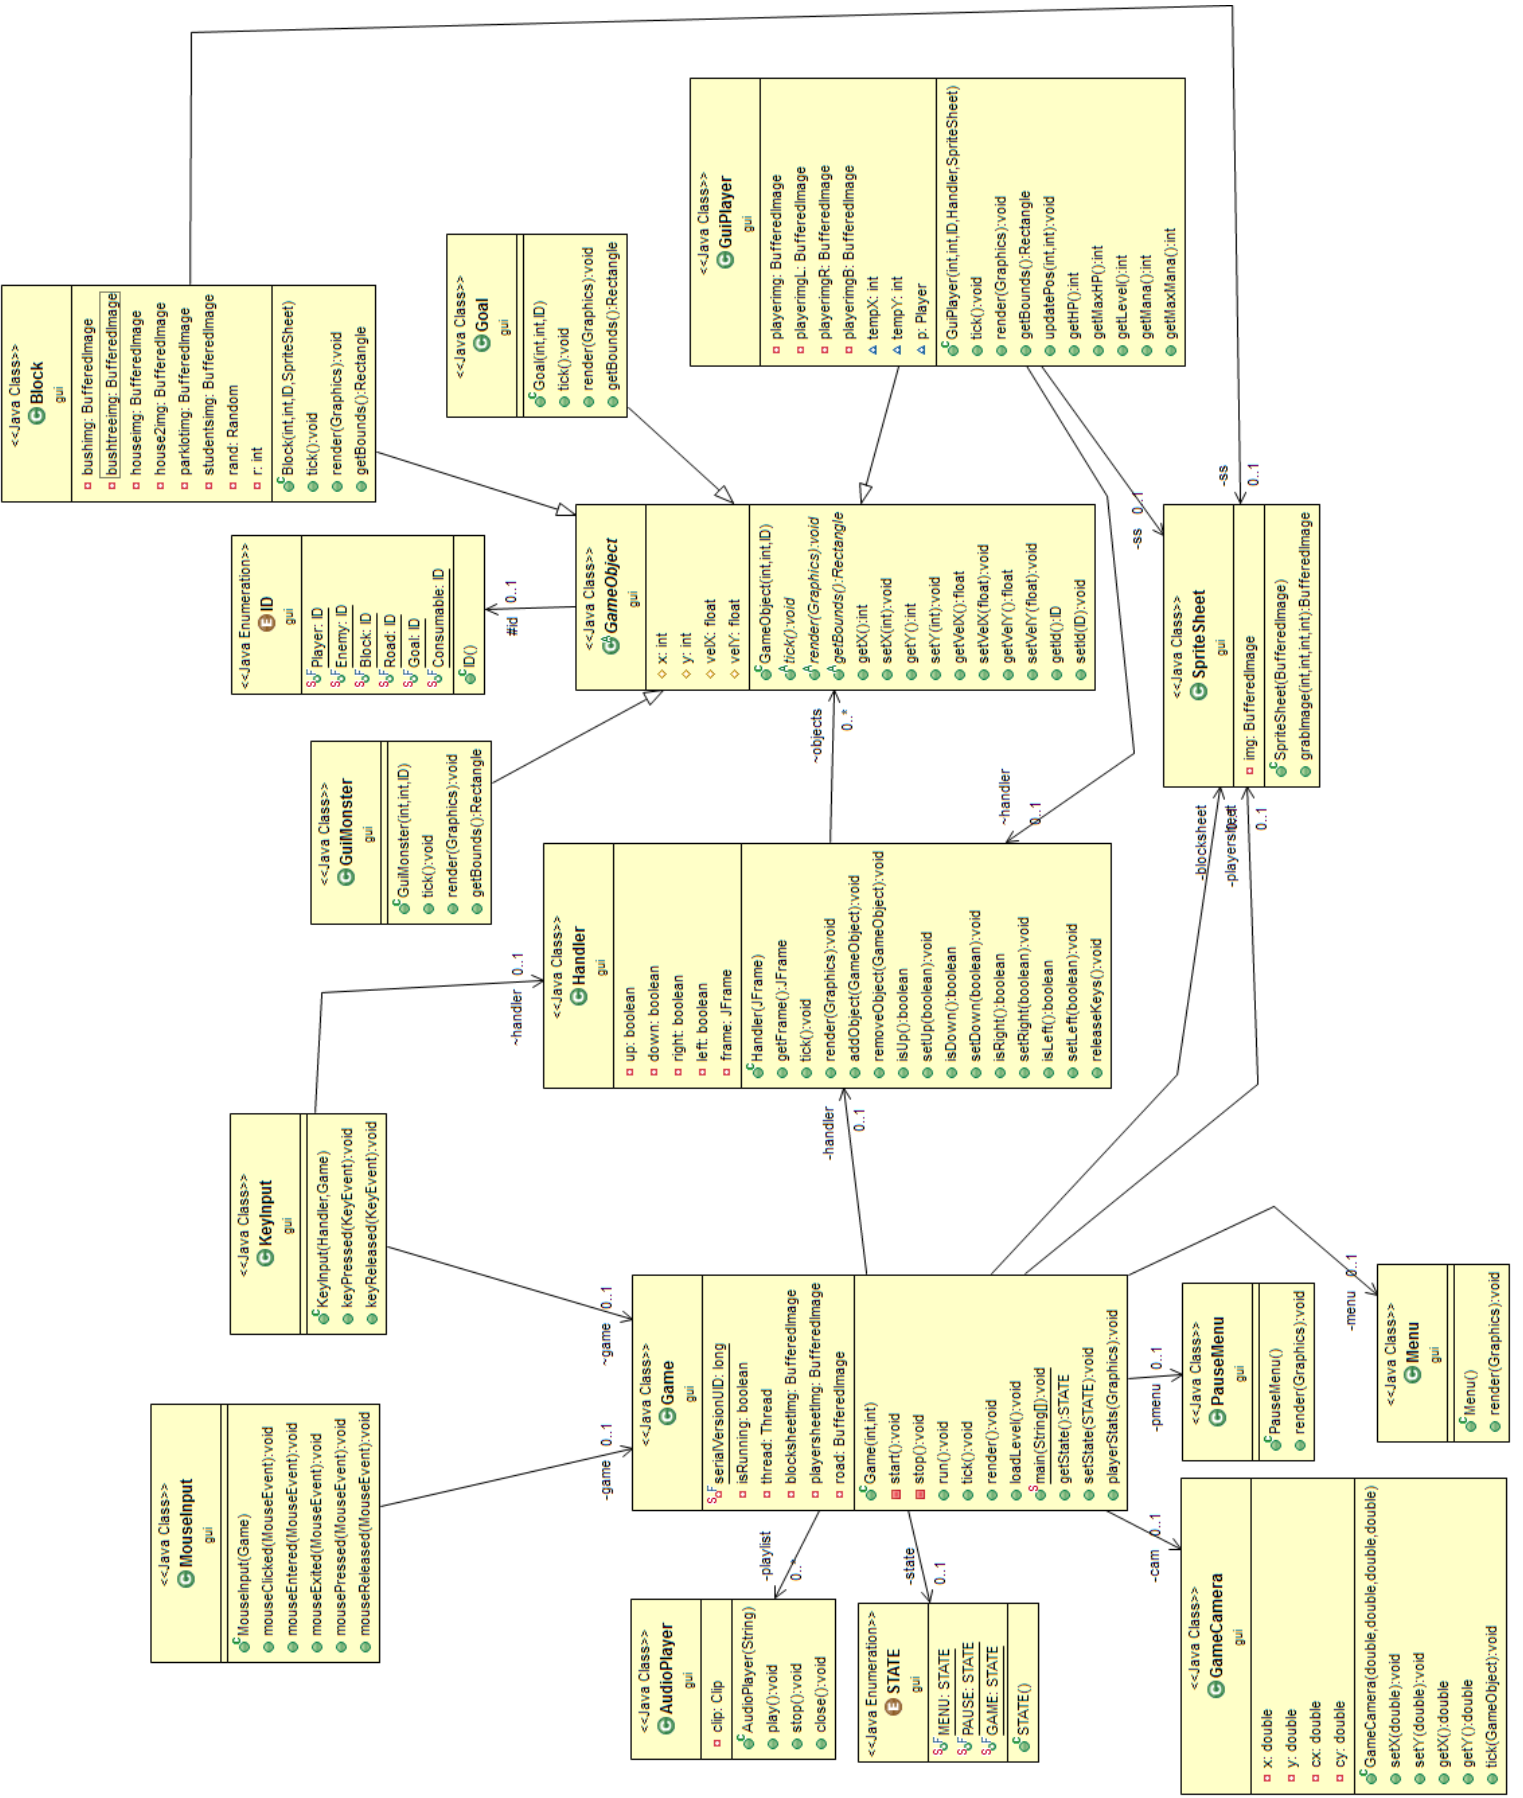 <<Java Class>>
MouseInput
gui
MouseInput(Game)
mouseClicked(MouseEvent):void
mouseEntered(MouseEvent):void
mouseExited(MouseEvent):void
mousePressed(MouseEvent):void
mouseReleased(MouseEvent):void
<<Java Class>>
KeyInput
gui
KeyInput(Handler,Game)
keyPressed(KeyEvent):void
keyReleased(KeyEvent):void
<<Java Class>>
GuiMonster
gui
GuiMonster(int,int,ID)
tick():void
render(Graphics):void
getBounds():Rectangle
<<Java Enumeration>>
ID
gui
Player: ID
Enemy: ID
Block: ID
Road: ID
Goal: ID
Consumable: ID
ID()
<<Java Class>>
Block
gui
bushimg: BufferedImage
bushtreeimg: BufferedImage
houseimg: BufferedImage
house2img: BufferedImage
parklotimg: BufferedImage
studentsimg: BufferedImage
rand: Random
r: int
Block(int,int,ID,SpriteSheet)
tick():void
render(Graphics):void
getBounds():Rectangle
<<Java Class>>
Goal
gui
Goal(int,int,ID)
tick():void
render(Graphics):void
getBounds():Rectangle
-game 0..1
~game 0..1
~handler 0..1
#id 0..1
<<Java Class>>
AudioPlayer
gui
clip: Clip
AudioPlayer(String)
play():void
stop():void
close():void
-playlist
0..*
<<Java Enumeration>>
STATE
gui
MENU: STATE
PAUSE: STATE
GAME: STATE
STATE()
-state
0..1
<<Java Class>>
Game
gui
serialVersionUID: long
isRunning: boolean
thread: Thread
blocksheetImg: BufferedImage
playersheetImg: BufferedImage
road: BufferedImage
Game(int,int)
start():void
stop():void
run():void
tick():void
render():void
loadLevel():void
main(String[]):void
getState():STATE
setState(STATE):void
playerStats(Graphics):void
-handler
0..1
<<Java Class>>
Handler
gui
up: boolean
down: boolean
right: boolean
left: boolean
frame: JFrame
Handler(JFrame)
getFrame():JFrame
tick():void
render(Graphics):void
addObject(GameObject):void
removeObject(GameObject):void
isUp():boolean
setUp(boolean):void
isDown():boolean
setDown(boolean):void
isRight():boolean
setRight(boolean):void
isLeft():boolean
setLeft(boolean):void
releaseKeys():void
~objects
0..*
~handler
0..1
<<Java Class>>
GameObject
gui
x: int
y: int
velX: float
velY: float
GameObject(int,int,ID)
tick():void
render(Graphics):void
getBounds():Rectangle
getX():int
setX(int):void
getY():int
setY(int):void
getVelX():float
setVelX(float):void
getVelY():float
setVelY(float):void
getId():ID
setId(ID):void
<<Java Class>>
GuiPlayer
gui
playerimg: BufferedImage
playerimgL: BufferedImage
playerimgR: BufferedImage
playerimgB: BufferedImage
tempX: int
tempY: int
p: Player
GuiPlayer(int,int,ID,Handler,SpriteSheet)
tick():void
render(Graphics):void
getBounds():Rectangle
updatePos(int,int):void
getHP():int
getMaxHP():int
getLevel():int
getMana():int
getMaxMana():int
-ss 0..1
-ss
0..1
<<Java Class>>
GameCamera
gui
x: double
y: double
cx: double
cy: double
GameCamera(double,double,double,double)
setX(double):void
setY(double):void
getX():double
getY():double
tick(GameObject):void
-cam 0..1
-pmenu 0..1
<<Java Class>>
PauseMenu
gui
PauseMenu()
render(Graphics):void
-menu 0..1
<<Java Class>>
Menu
gui
Menu()
render(Graphics):void
-blocksheet
-playersheet
0..1
<<Java Class>>
SpriteSheet
gui
img: BufferedImage
SpriteSheet(BufferedImage)
grabImage(int,int,int,int):BufferedImage